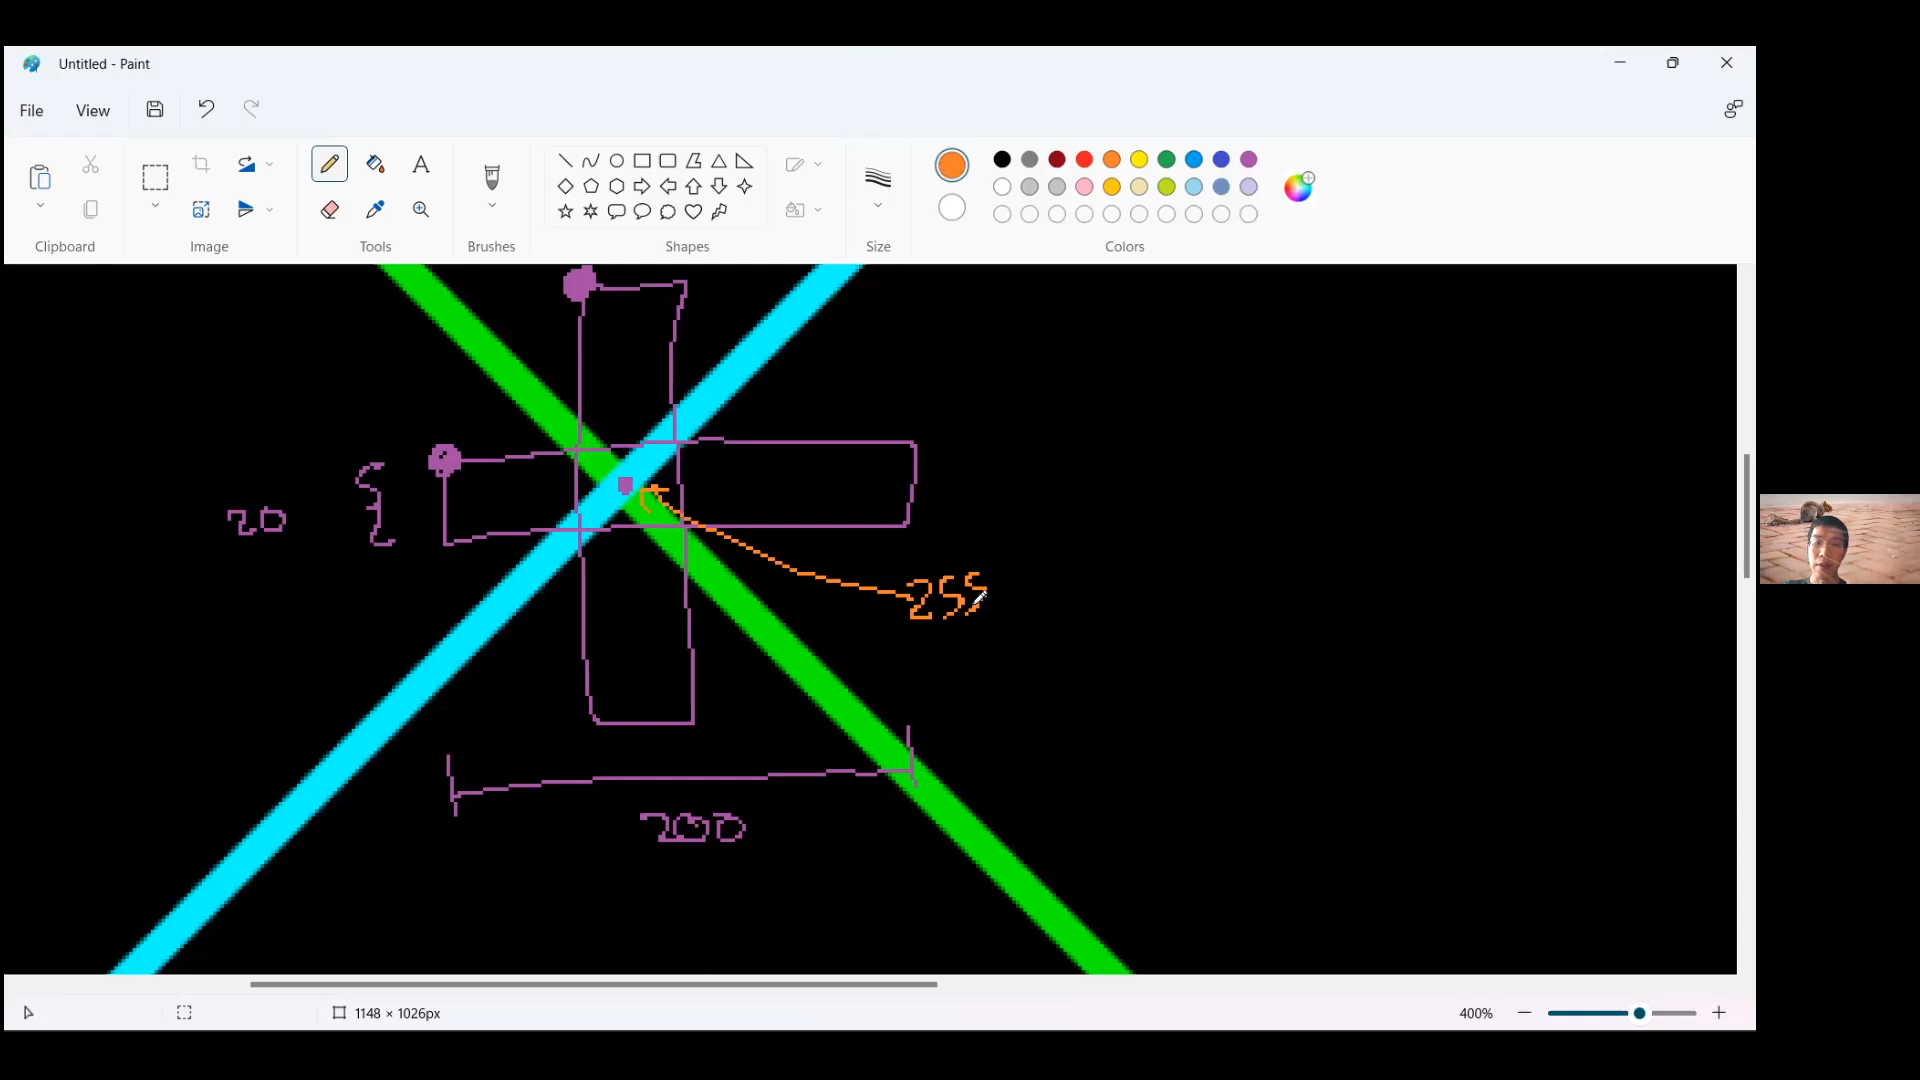 Untitled - Paint
File View
Clipboard Image Tools Brushes Shapes Size Colors
20
255
200
1148 × 1026px 400%